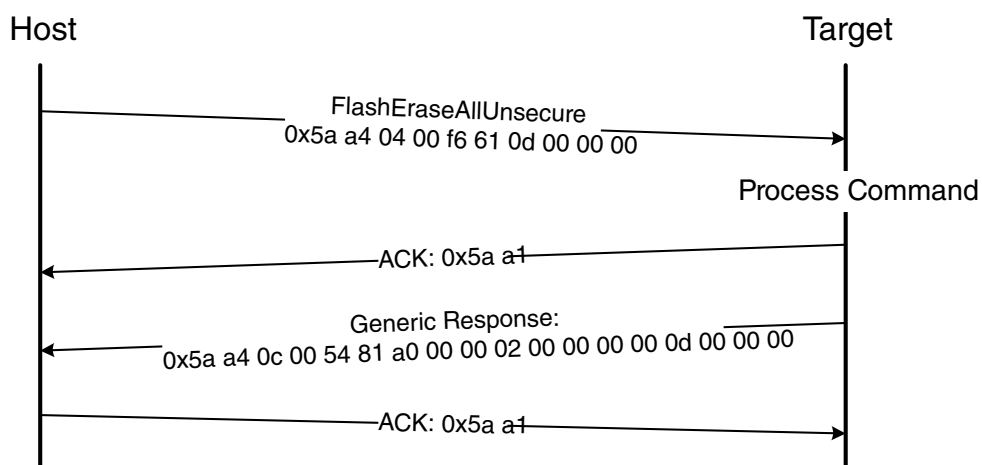 Host
Target
FlashEraseAllUnsecure
0x5a a4 04 00 f6 61 0d 00 00 00
Process Command
ACK: 0x5a a1
Generic Response:
0x5a a4 0c 00 54 81 a0 00 00 02 00 00 00 00 0d 00 00 00
ACK: 0x5a a1